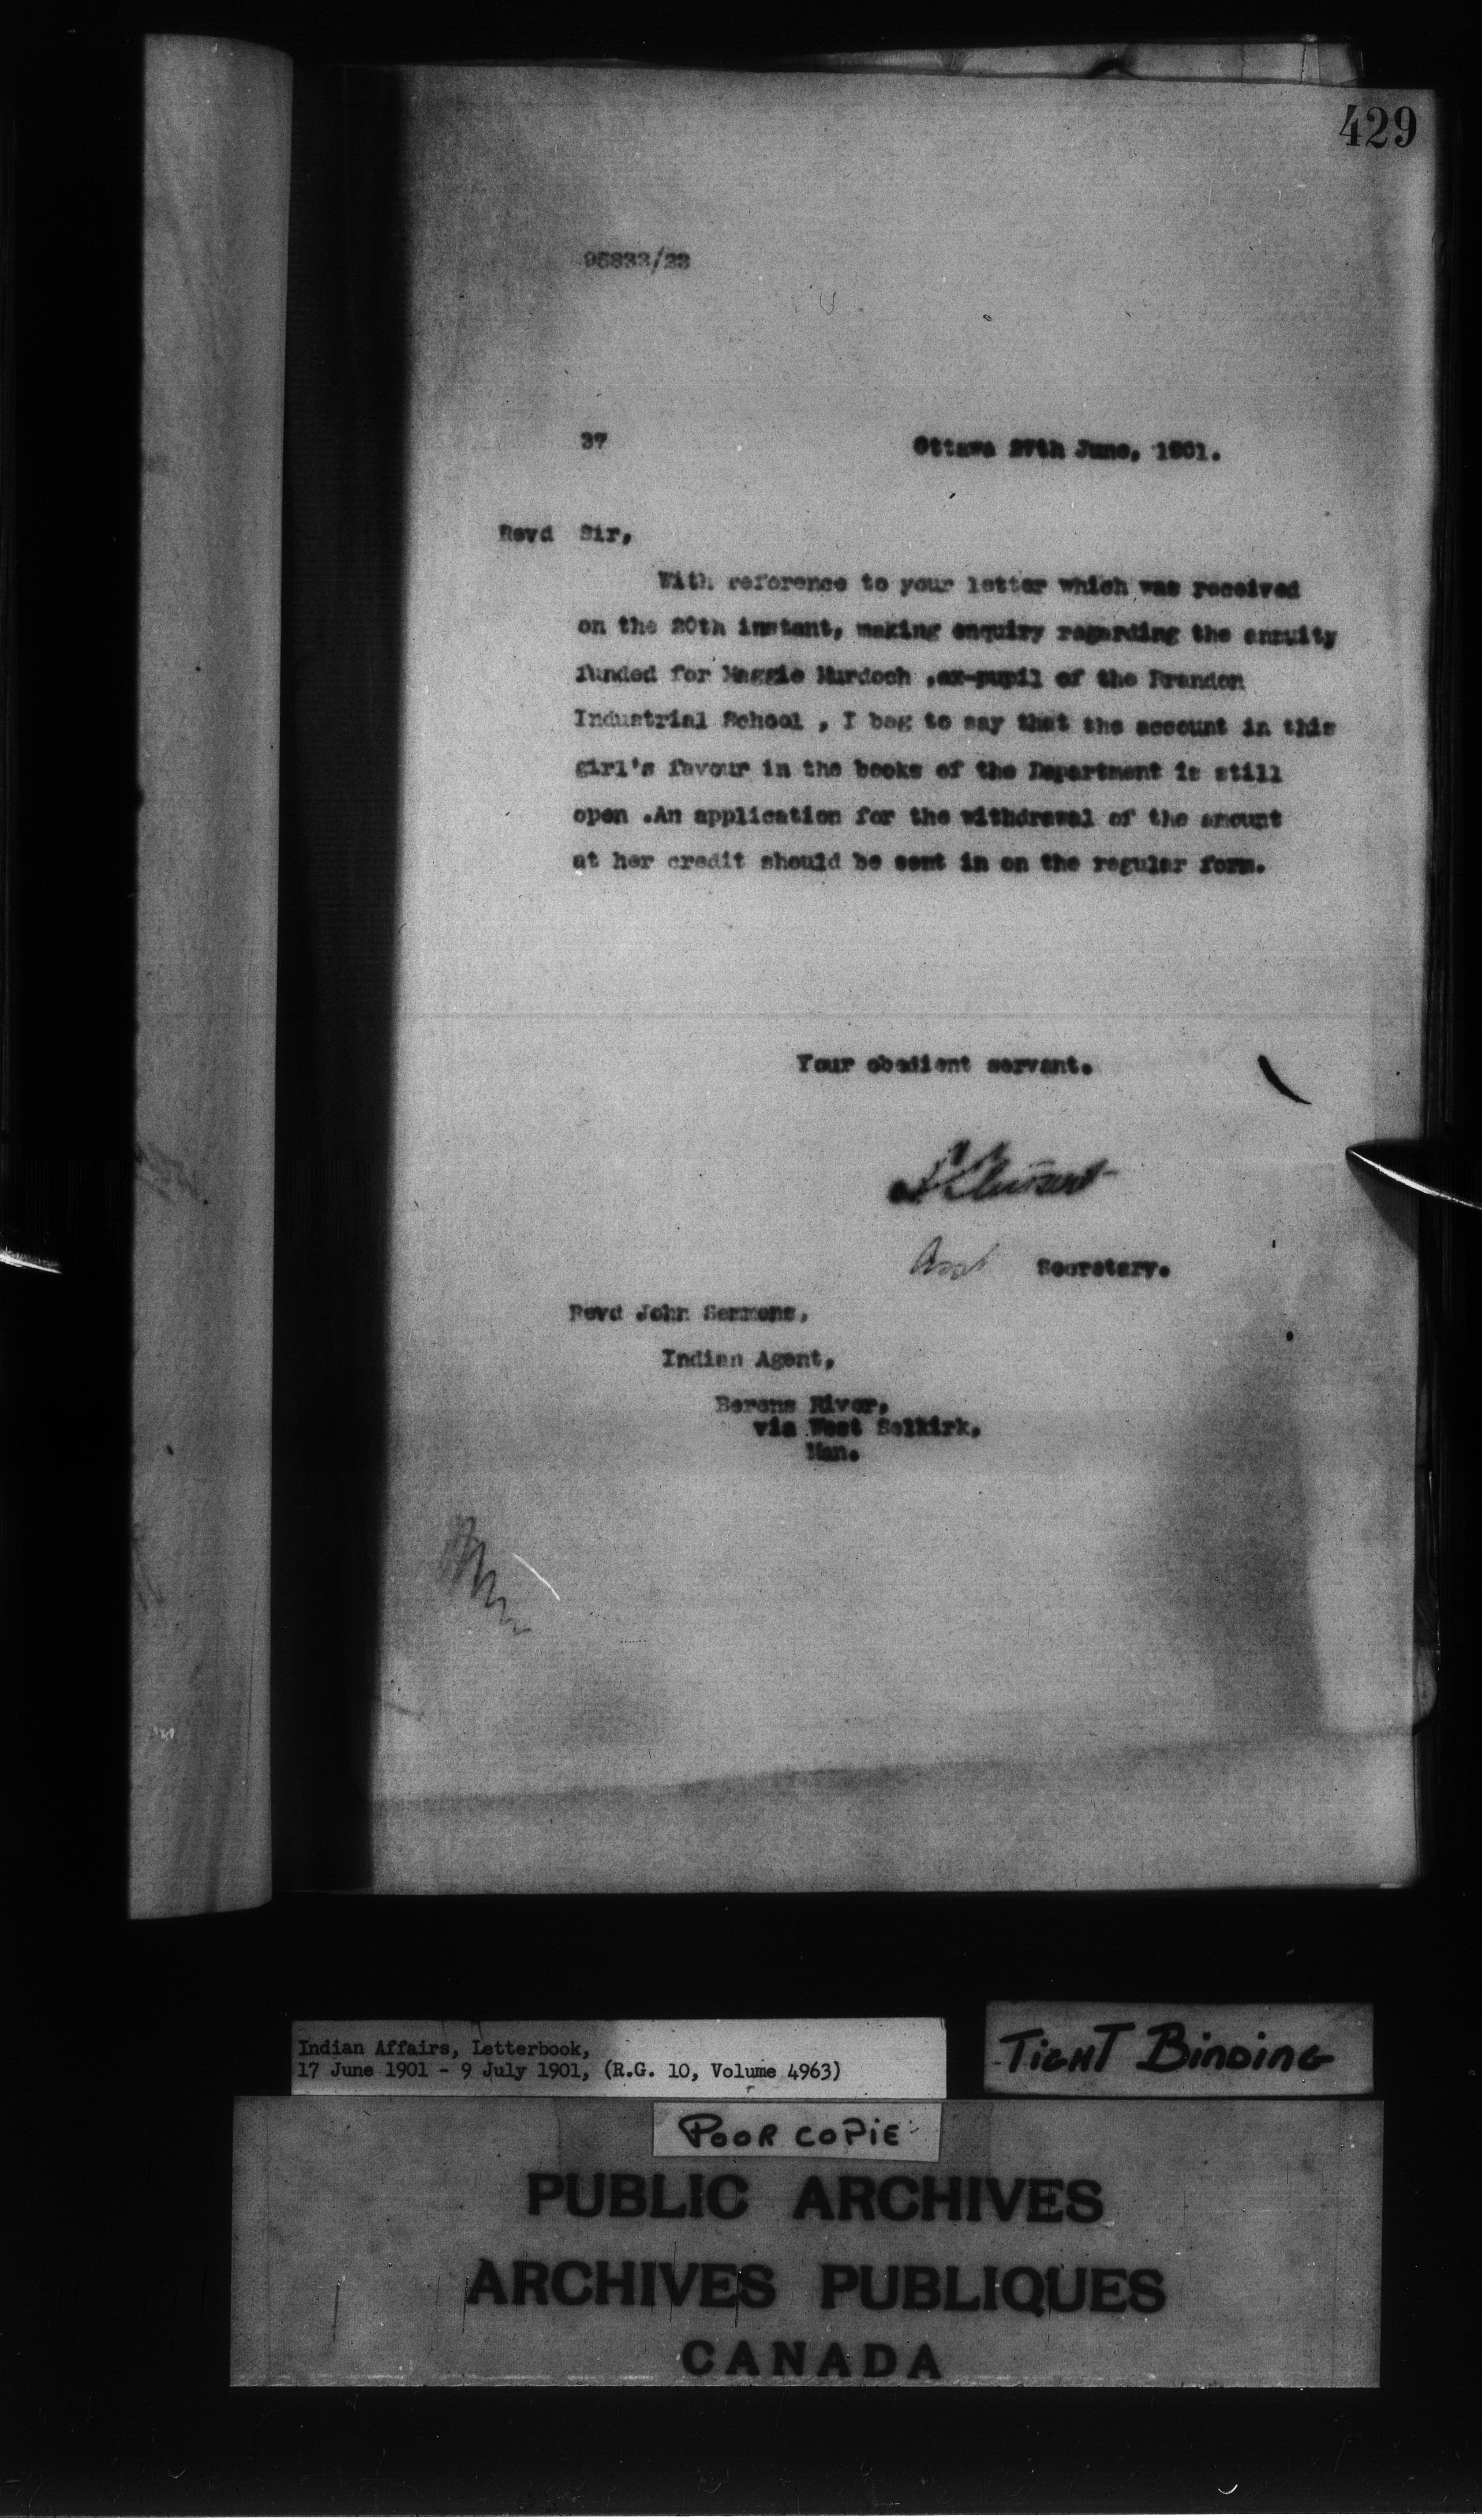 429
95833/23
37
Ottawa 27th June, 1901.
Revd Sir,
With reference to your letter which was received
on the 20th instant, making enquiry regarding the annuity
funded for Maggie Murdoch ,ex-pupil of the Brandon
Industrial School , I beg to say that the account in this
girl's favour in the books of the Department is still
open .An application for the withdrawal of the amount
at her credit should be sent in on the regular form.
Your obedient servant.
Asst Secretary.
Revd John Semmens,
Indian Agent,
Berens River,
via West Selkirk,
Man.
Indian Affairs, Letterbook,
17 June 1901 - 9 July 1901, (R.G. 10, Volume 4963)
TIGHT BINDING
POOR COPIE
PUBLIC ARCHIVES
ARCHIVES PUBLIQUES
CANADA